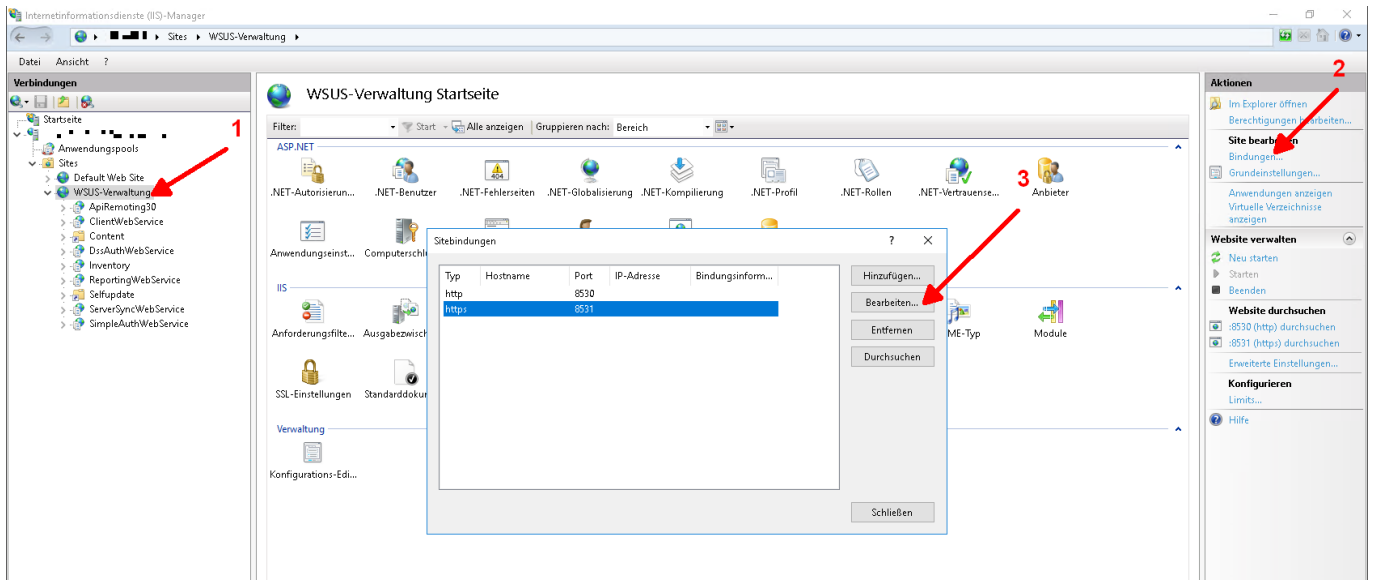 Internetinformationsdienste (IIS)-Manager
Sites
WSUS-Verwaltung
Datei Ansicht ?
Verbindungen
Startseite
Anwendungspools
Sites
Default Web Site
WSUS-Verwaltung
ApiRemoting30
ClientWebService
Content
DssAuthWebService
Inventory
ReportingWebService
Selfupdate
ServerSyncWebService
SimpleAuthWebService
1
WSUS-Verwaltung Startseite
Filter: Start Alle anzeigen Gruppieren nach: Bereich
ASP.NET
.NET-Autorisierun... .NET-Benutzer .NET-Fehlerseiten .NET-Globalisierung .NET-Kompilierung .NET-Profil .NET-Rollen .NET-Vertrauense... Anbieter
404
Anwendungseinst... Computerschl
IIS
Anforderungsfilte... Ausgabezwisch ME-Typ Module
SSL-Einstellungen Standarddokur
Verwaltung
Konfigurations-Edi...
Sitebindungen ?
Typ Hostname Port IP-Adresse Bindungsinform...
http 8530
https 8531
Hinzufügen...
Bearbeiten...
Entfernen
Durchsuchen
Schließen
3
2
Aktionen
Im Explorer öffnen
Berechtigungen bearbeiten...
Site bearbeiten
Bindungen...
Grundeinstellungen...
Anwendungen anzeigen
Virtuelle Verzeichnisse
anzeigen
Website verwalten
Neu starten
Starten
Beenden
Website durchsuchen
:8530 (http) durchsuchen
:8531 (https) durchsuchen
Erweiterte Einstellungen...
Konfigurieren
Limits...
Hilfe